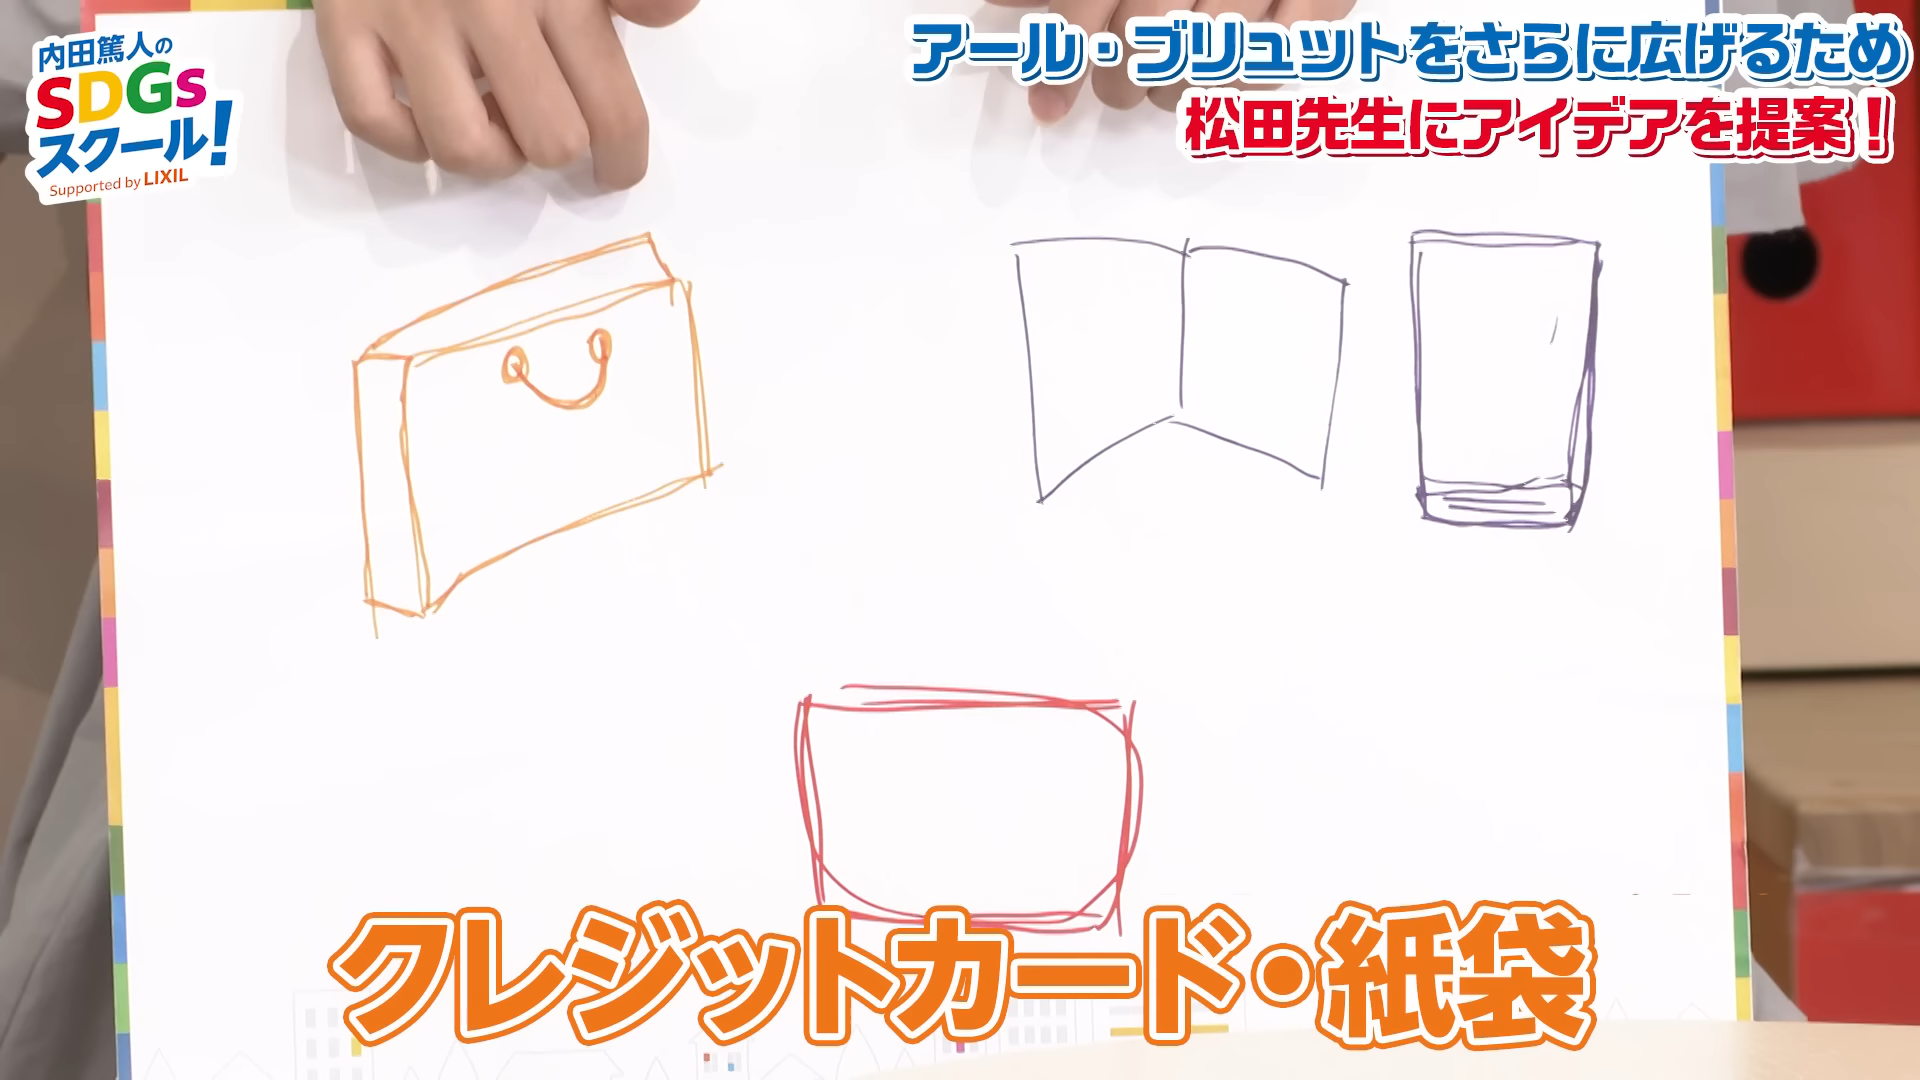 内田篤人の
SDGs
スクール!
Supported by LIXIL
アール・ブリュットをさらに広げるため
松田先生にアイデアを提案!
クレジットカード・紙袋